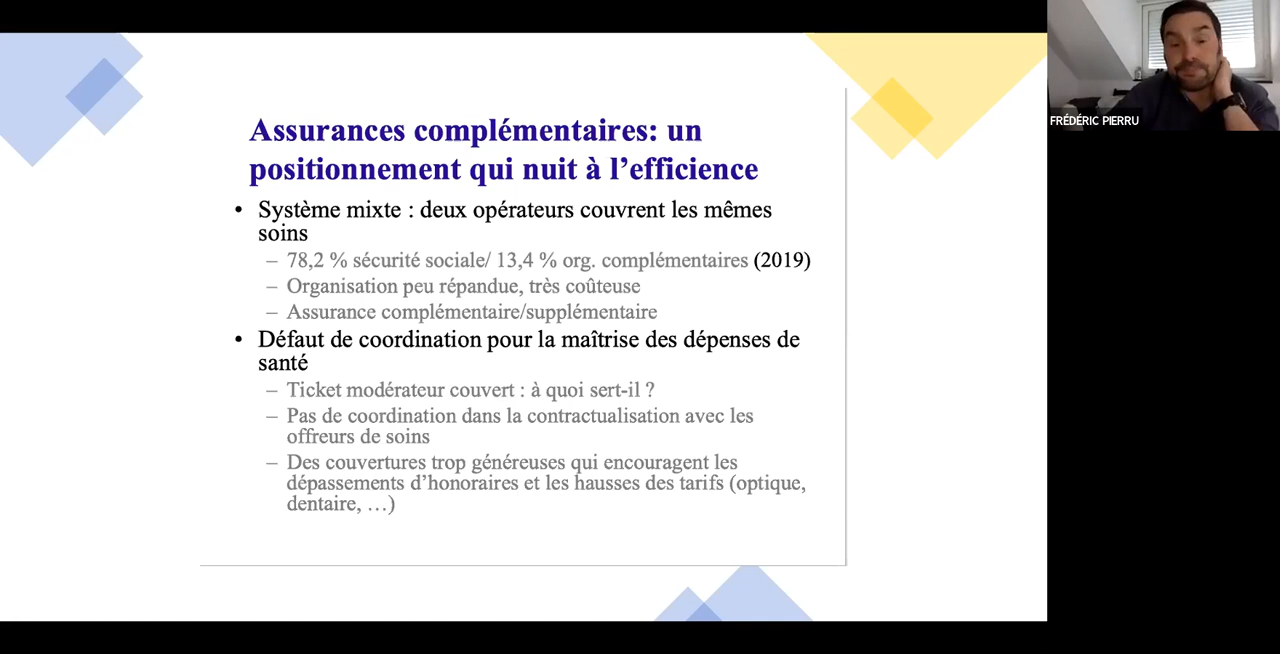 Assurances complémentaires: un
positionnement qui nuit à l’efficience
• Système mixte : deux opérateurs couvrent les mêmes
soins
– 78,2 % sécurité sociale/ 13,4 % org. complémentaires (2019)
– Organisation peu répandue, très coûteuse
– Assurance complémentaire/supplémentaire
• Défaut de coordination pour la maîtrise des dépenses de
santé
– Ticket modérateur couvert : à quoi sert-il ?
– Pas de coordination dans la contractualisation avec les
offreurs de soins
– Des couvertures trop généreuses qui encouragent les
dépassements d’honoraires et les hausses des tarifs (optique,
dentaire, …)
FRÉDÉRIC PIERRU